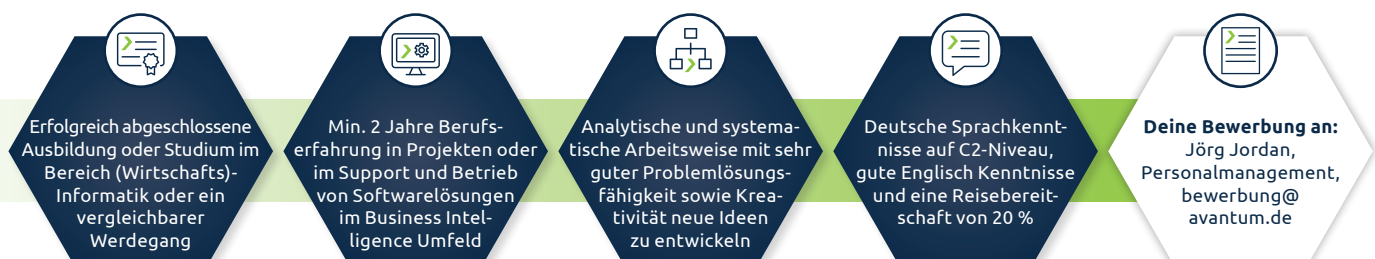 Erfolgreich abgeschlossene
Ausbildung oder Studium im
Bereich (Wirtschafts)-
Informatik oder ein
vergleichbarer
Werdegang
Min. 2 Jahre Berufs-
erfahrung in Projekten oder
im Support und Betrieb
von Softwarelösungen
im Business Intel-
ligence Umfeld
Analytische und systema-
tische Arbeitsweise mit sehr
guter Problemlösungs-
fähigkeit sowie Krea-
tivität neue Ideen
zu entwickeln
Deutsche Sprachkennt-
nisse auf C2-Niveau,
gute Englisch Kenntnisse
und eine Reisebereit-
schaft von 20 %
Deine Bewerbung an:
Jörg Jordan,
Personalmanagement,
bewerbung@
avantum.de